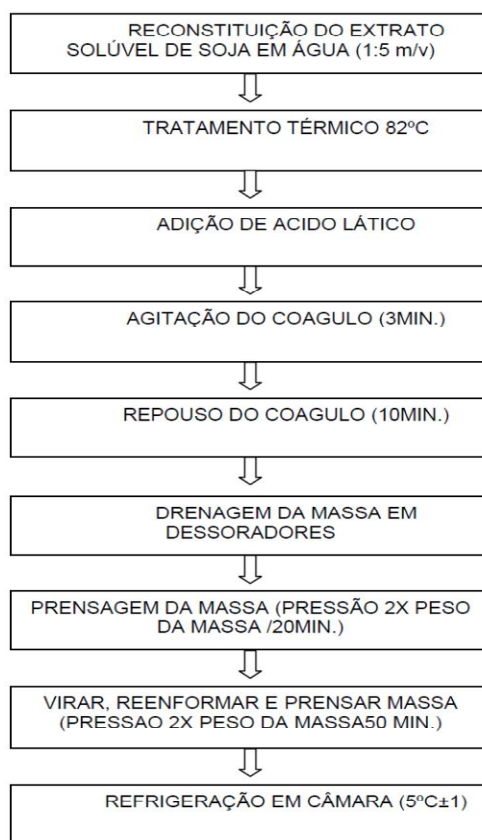 RECONSTITUIÇÃO DO EXTRATO
SOLÚVEL DE SOJA EM ÁGUA (1:5 m/v)
TRATAMENTO TÉRMICO 82ºC
ADIÇÃO DE ACIDO LÁTICO
AGITAÇÃO DO COAGULO (3MIN.)
REPOUSO DO COAGULO (10MIN.)
DRENAGEM DA MASSA EM
DESSORADORES
PRENSAGEM DA MASSA (PRESSÃO 2X PESO
DA MASSA /20MIN.)
VIRAR, REENFORMAR E PRENSAR MASSA
(PRESSAO 2X PESO DA MASSA50 MIN.)
REFRIGERAÇÃO EM CÂMARA (5ºC±1)